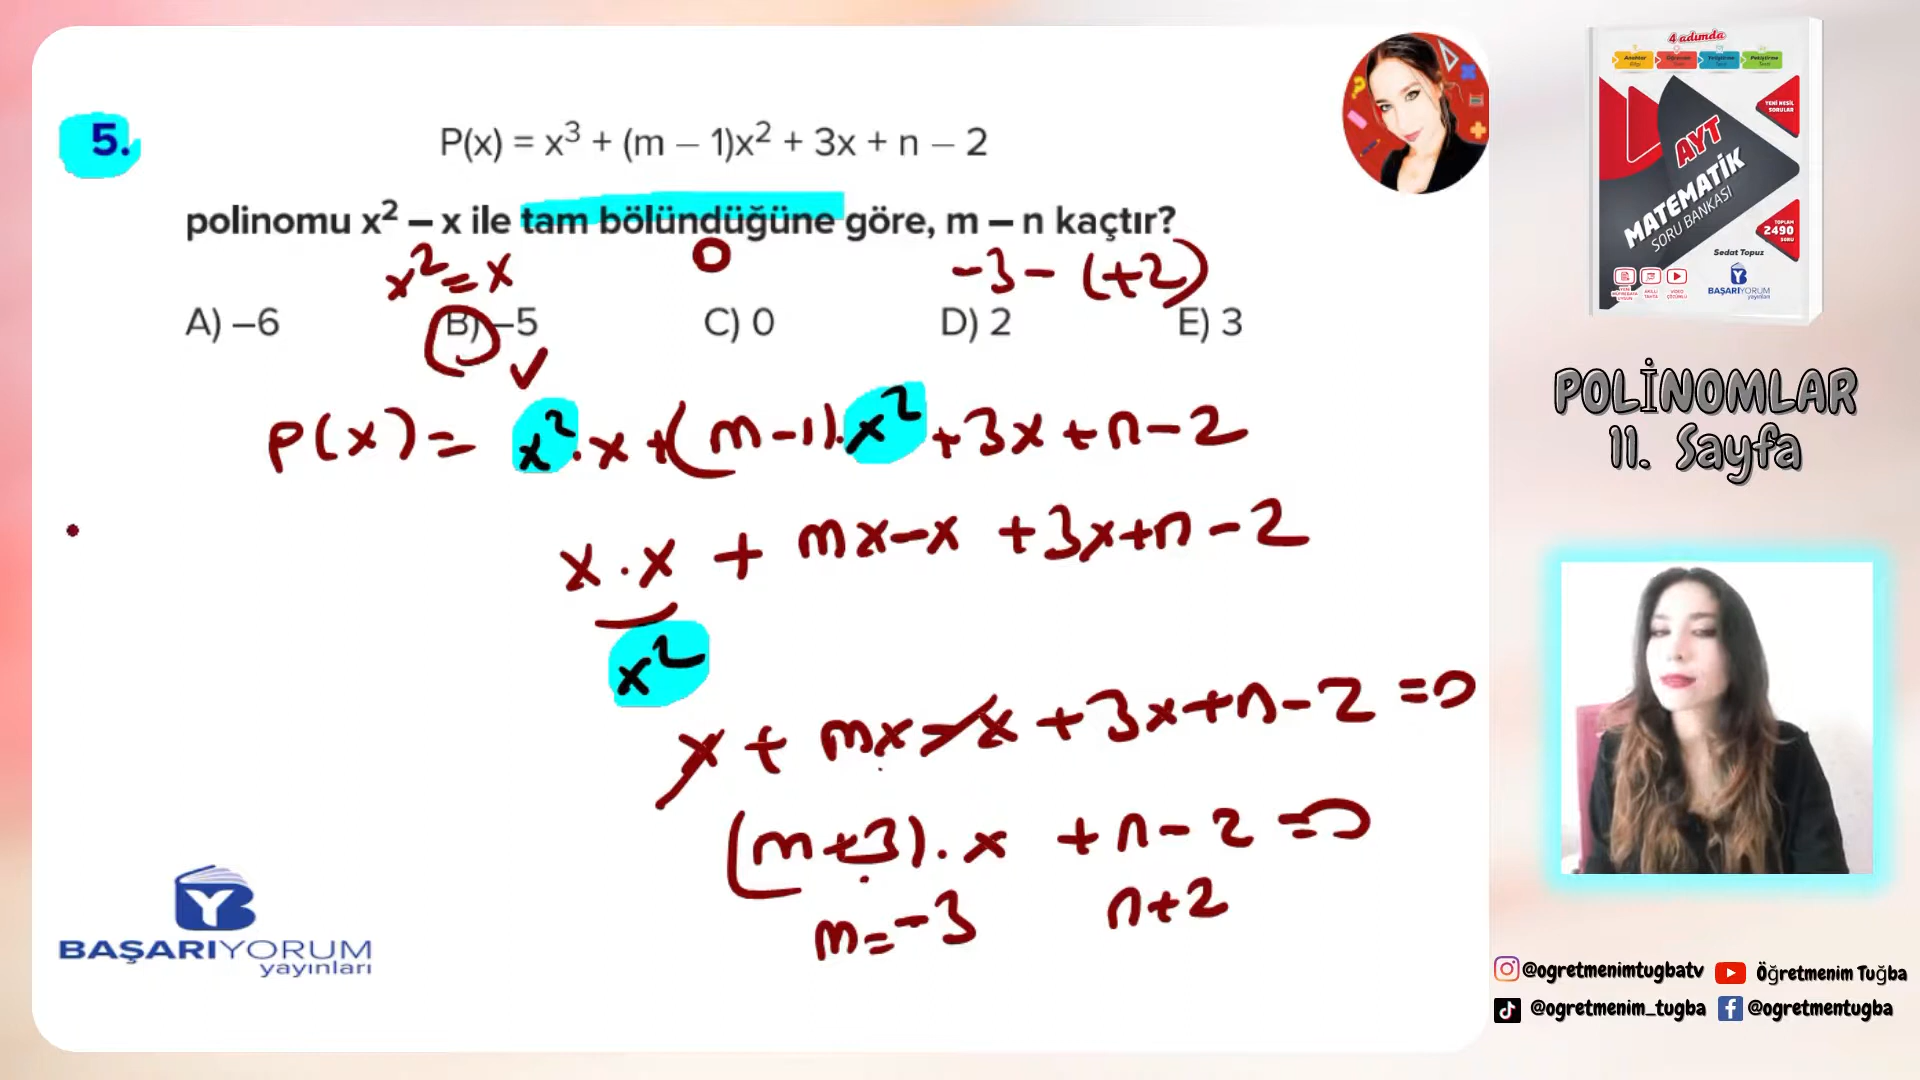 5.
P(x) = x³ + (m – 1)x² + 3x + n – 2
polinomu x² – x ile tam bölündüğüne göre, m – n kaçtır?
x² = x
0
-3 - (+2)
A) –6 B) –5 C) 0 D) 2 E) 3
P(x) = x² . x + (m-1) . x² + 3x + n - 2
x . x + mx - x + 3x + n - 2
x²
x + mx - x + 3x + n - 2 = 0
(m+3) . x + n - 2 = 0
m = -3 n+2
Y
BAŞARIYORUM
yayınları
4 adımda
AYT
MATEMATİK
SORU BANKASI
YENİ NESİL
SORULAR
TOPLAM
2490
SORU
Sedat Topuz
BAŞARIYORUM
yayınları
POLİNOMLAR
11. Sayfa
@ogretmenimtugbatv Öğretmenim Tuğba
@ogretmenim_tugba @ogretmentugba